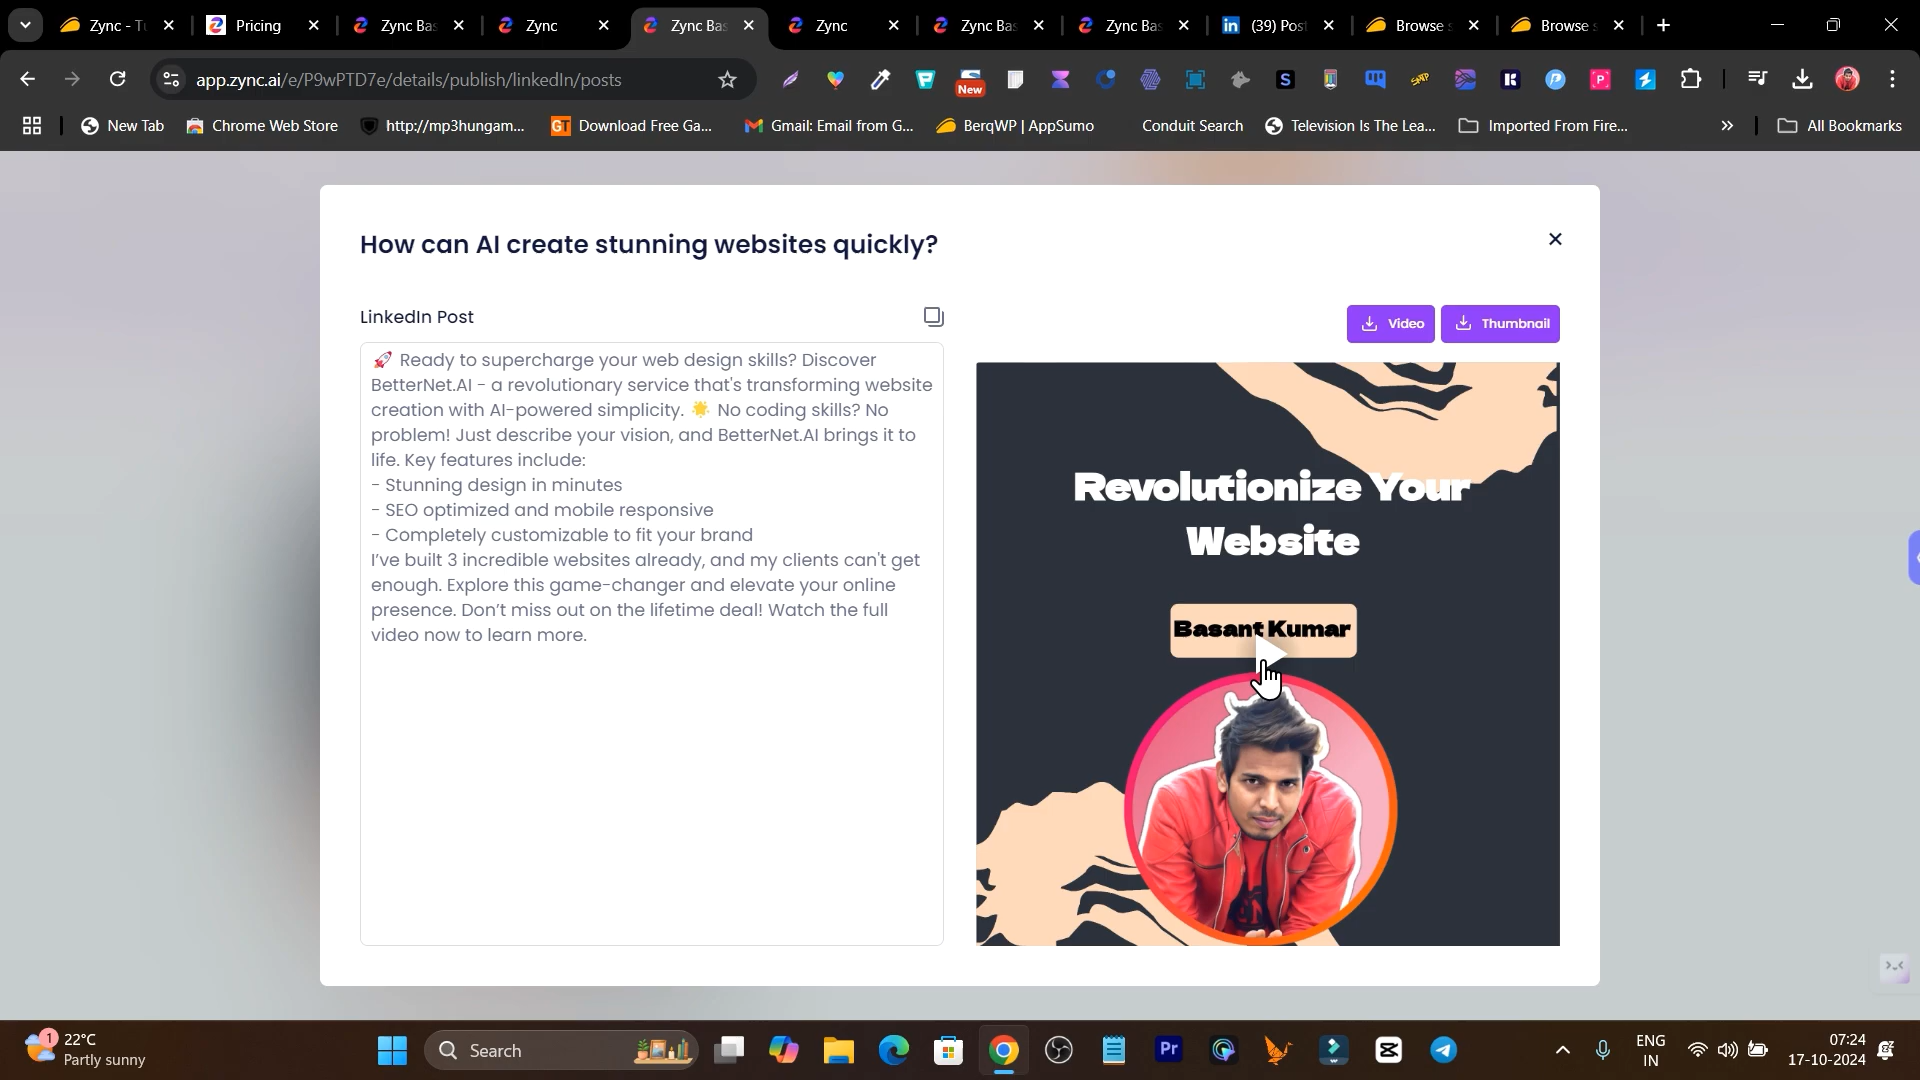 Zync - Tu
Pricing
Zync Bas
Zync
Zync Bas
Zync
Zync Bas
Zync Bas
(39) Post
Browse s
Browse s
app.zync.ai/e/P9wPTD7e/details/publish/linkedIn/posts
New
New Tab
Chrome Web Store
http://mp3hungam...
Download Free Ga...
Gmail: Email from G...
BerqWP | AppSumo
Conduit Search
Television Is The Lea...
Imported From Fire...
All Bookmarks
How can AI create stunning websites quickly?
LinkedIn Post
Video
Thumbnail
🚀 Ready to supercharge your web design skills? Discover
BetterNet.AI - a revolutionary service that's transforming website
creation with AI-powered simplicity. 🌟 No coding skills? No
problem! Just describe your vision, and BetterNet.AI brings it to
life. Key features include:
- Stunning design in minutes
- SEO optimized and mobile responsive
- Completely customizable to fit your brand
I've built 3 incredible websites already, and my clients can't get
enough. Explore this game-changer and elevate your online
presence. Don't miss out on the lifetime deal! Watch the full
video now to learn more.
Revolutionize Your
Website
Basant Kumar
1
22°C
Partly sunny
Search
Pr
ENG
IN
07:24
17-10-2024